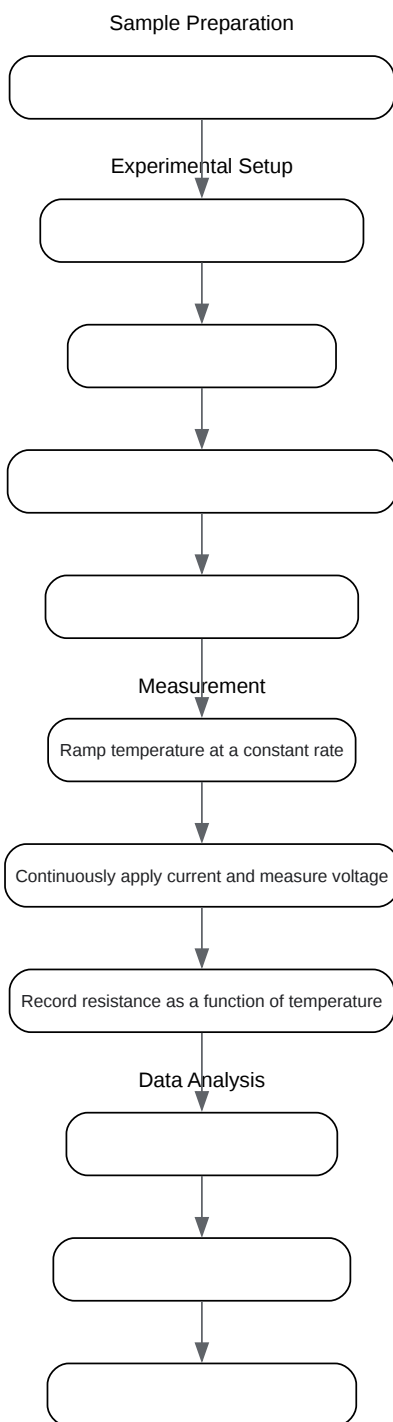 Sample Preparation
Experimental Setup
Measurement
Ramp temperature at a constant rate
Continuously apply current and measure voltage
Record resistance as a function of temperature
Data Analysis